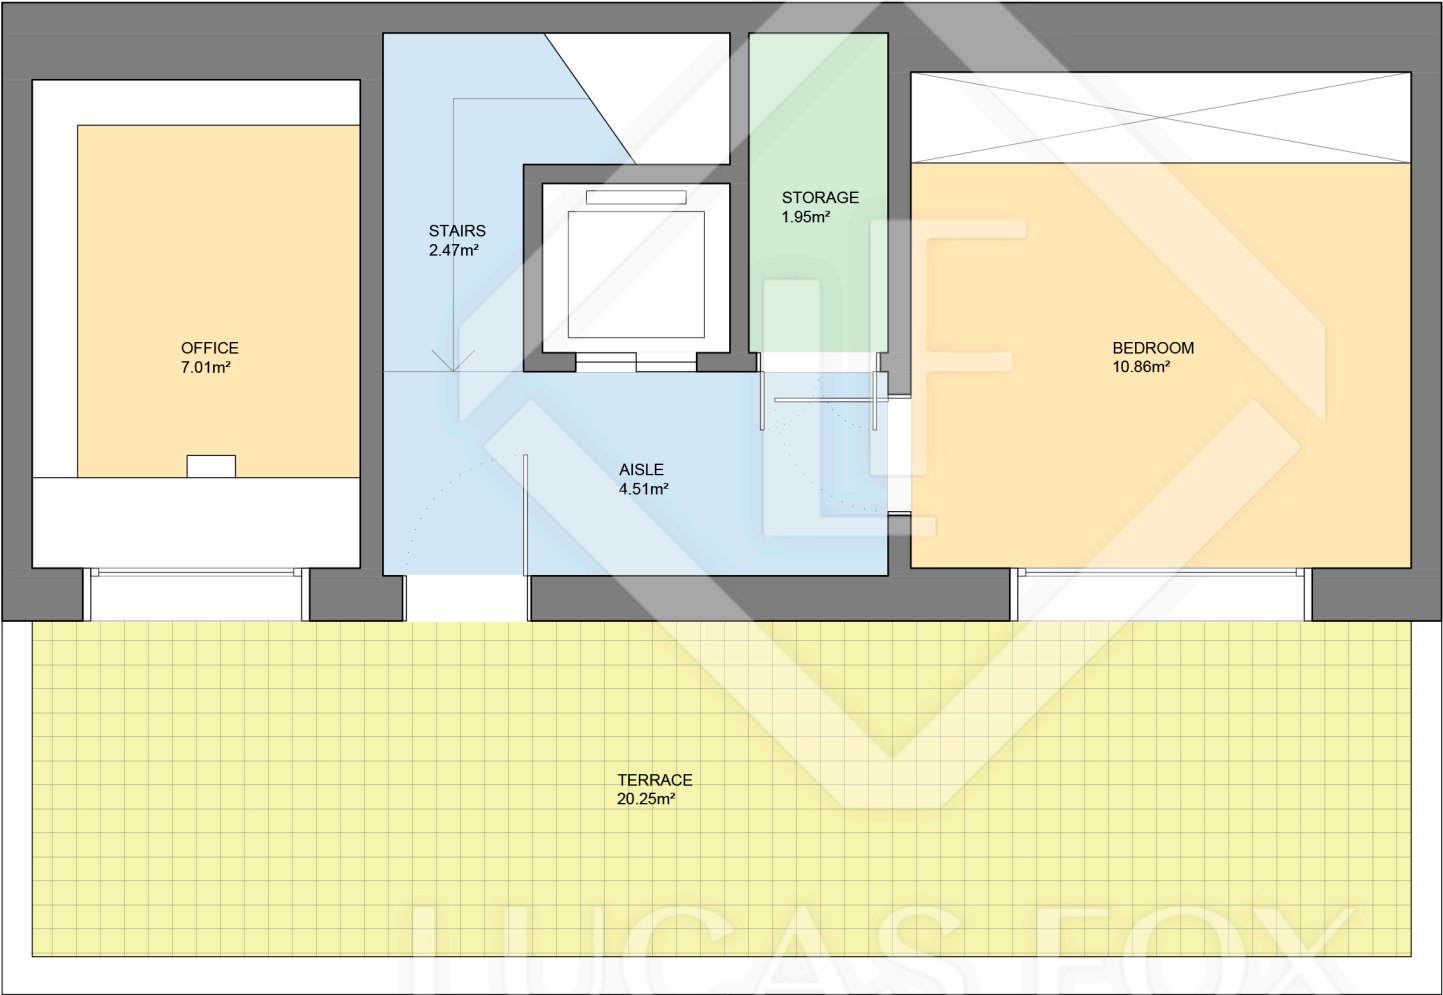 STORAGE
1.95m²
STAIRS
2.47m²
OFFICE
7.01m²
BEDROOM
10.86m²
AISLE
4.51m²
TERRACE
20.25m²
LF
LUCAS FOX